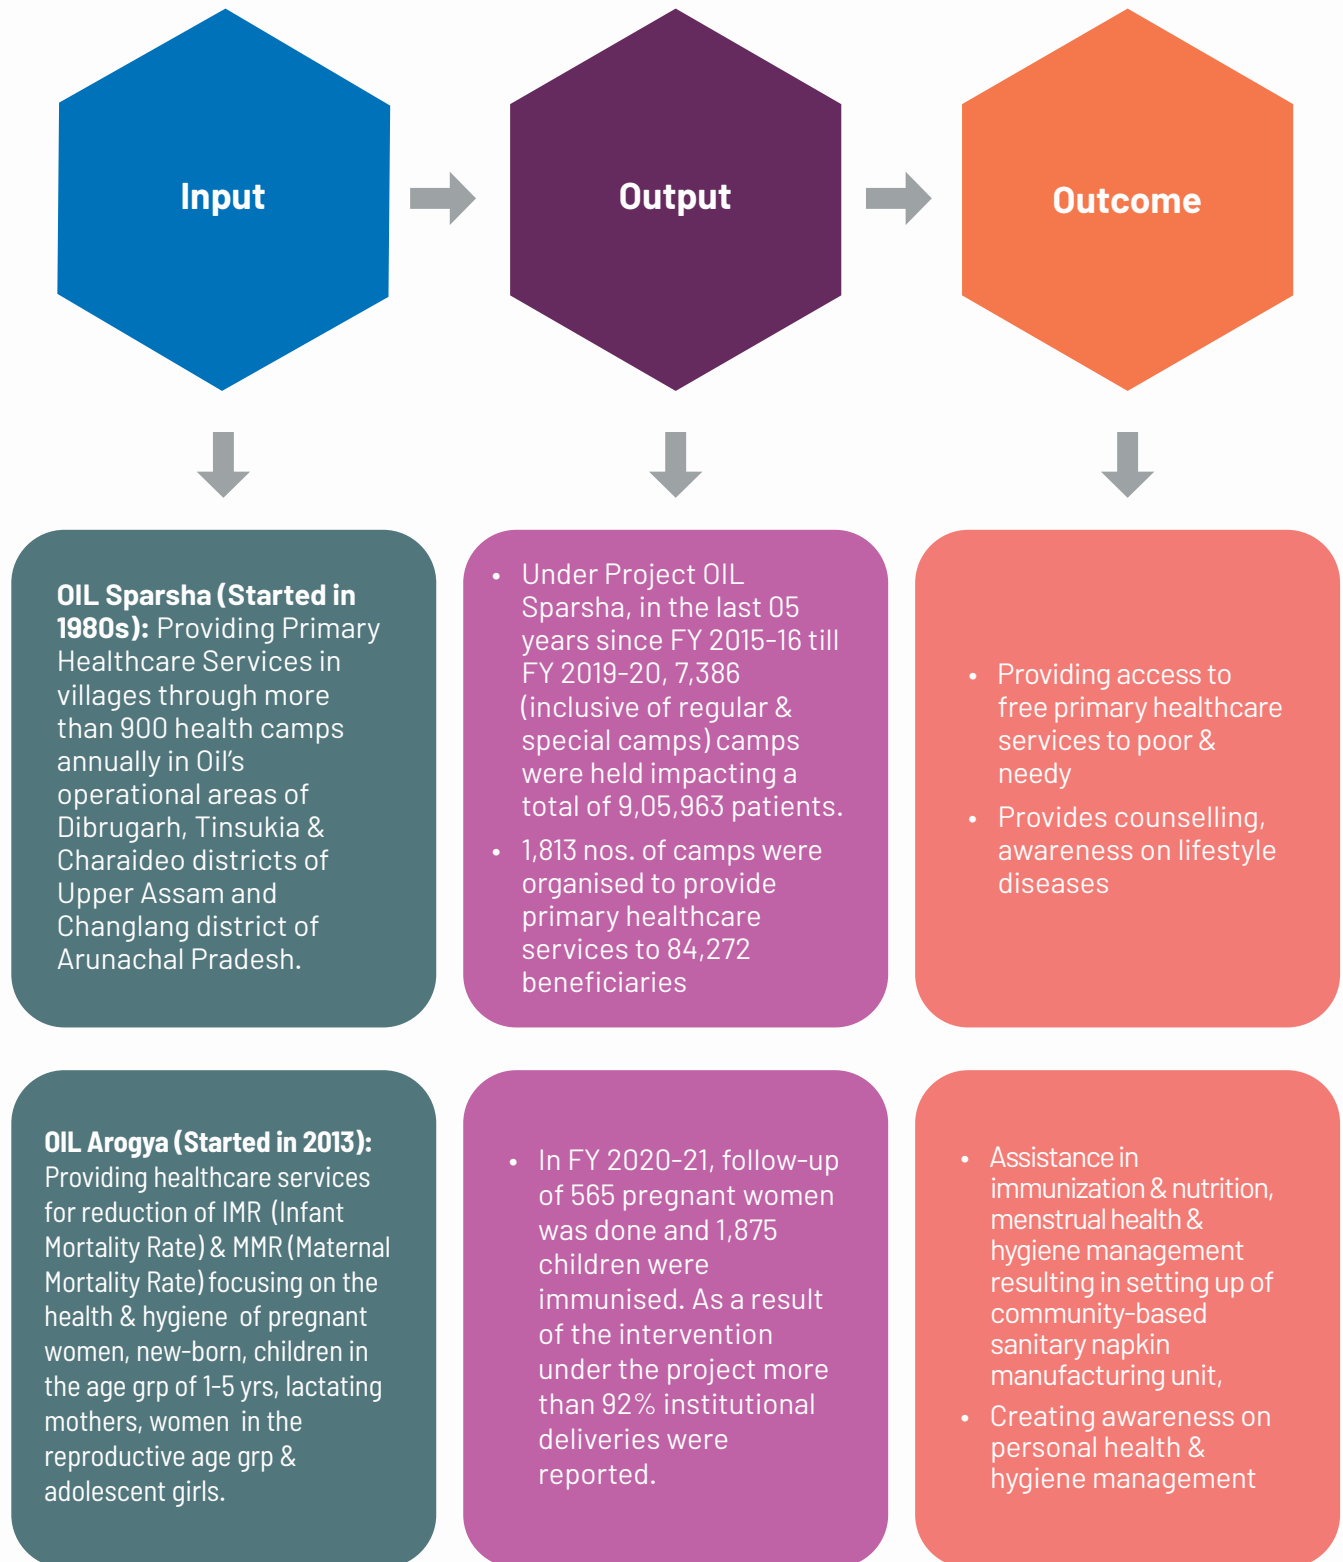 Input
Output
Outcome
OIL Sparsha (Started in
1980s): Providing Primary
Healthcare Services in
villages through more
than 900 health camps
annually in Oil's
operational areas of
Dibrugarh, Tinsukia &
Charaideo districts of
Upper Assam and
Changlang district of
Arunachal Pradesh.
• Under Project OIL
Sparsha, in the last 05
years since FY 2015-16 till
FY 2019-20, 7,386
(inclusive of regular &
special camps) camps
were held impacting a
total of 9,05,963 patients.
• 1,813 nos. of camps were
organised to provide
primary healthcare
services to 84,272
beneficiaries
• Providing access to
free primary healthcare
services to poor &
needy
• Provides counselling,
awareness on lifestyle
diseases
OIL Arogya (Started in 2013):
Providing healthcare services
for reduction of IMR (Infant
Mortality Rate) & MMR (Maternal
Mortality Rate) focusing on the
health & hygiene of pregnant
women, new-born, children in
the age grp of 1-5 yrs, lactating
mothers, women in the
reproductive age grp &
adolescent girls.
• In FY 2020-21, follow-up
of 565 pregnant women
was done and 1,875
children were
immunised. As a result
of the intervention
under the project more
than 92% institutional
deliveries were
reported.
• Assistance in
immunization & nutrition,
menstrual health &
hygiene management
resulting in setting up of
community-based
sanitary napkin
manufacturing unit,
• Creating awareness on
personal health &
hygiene management